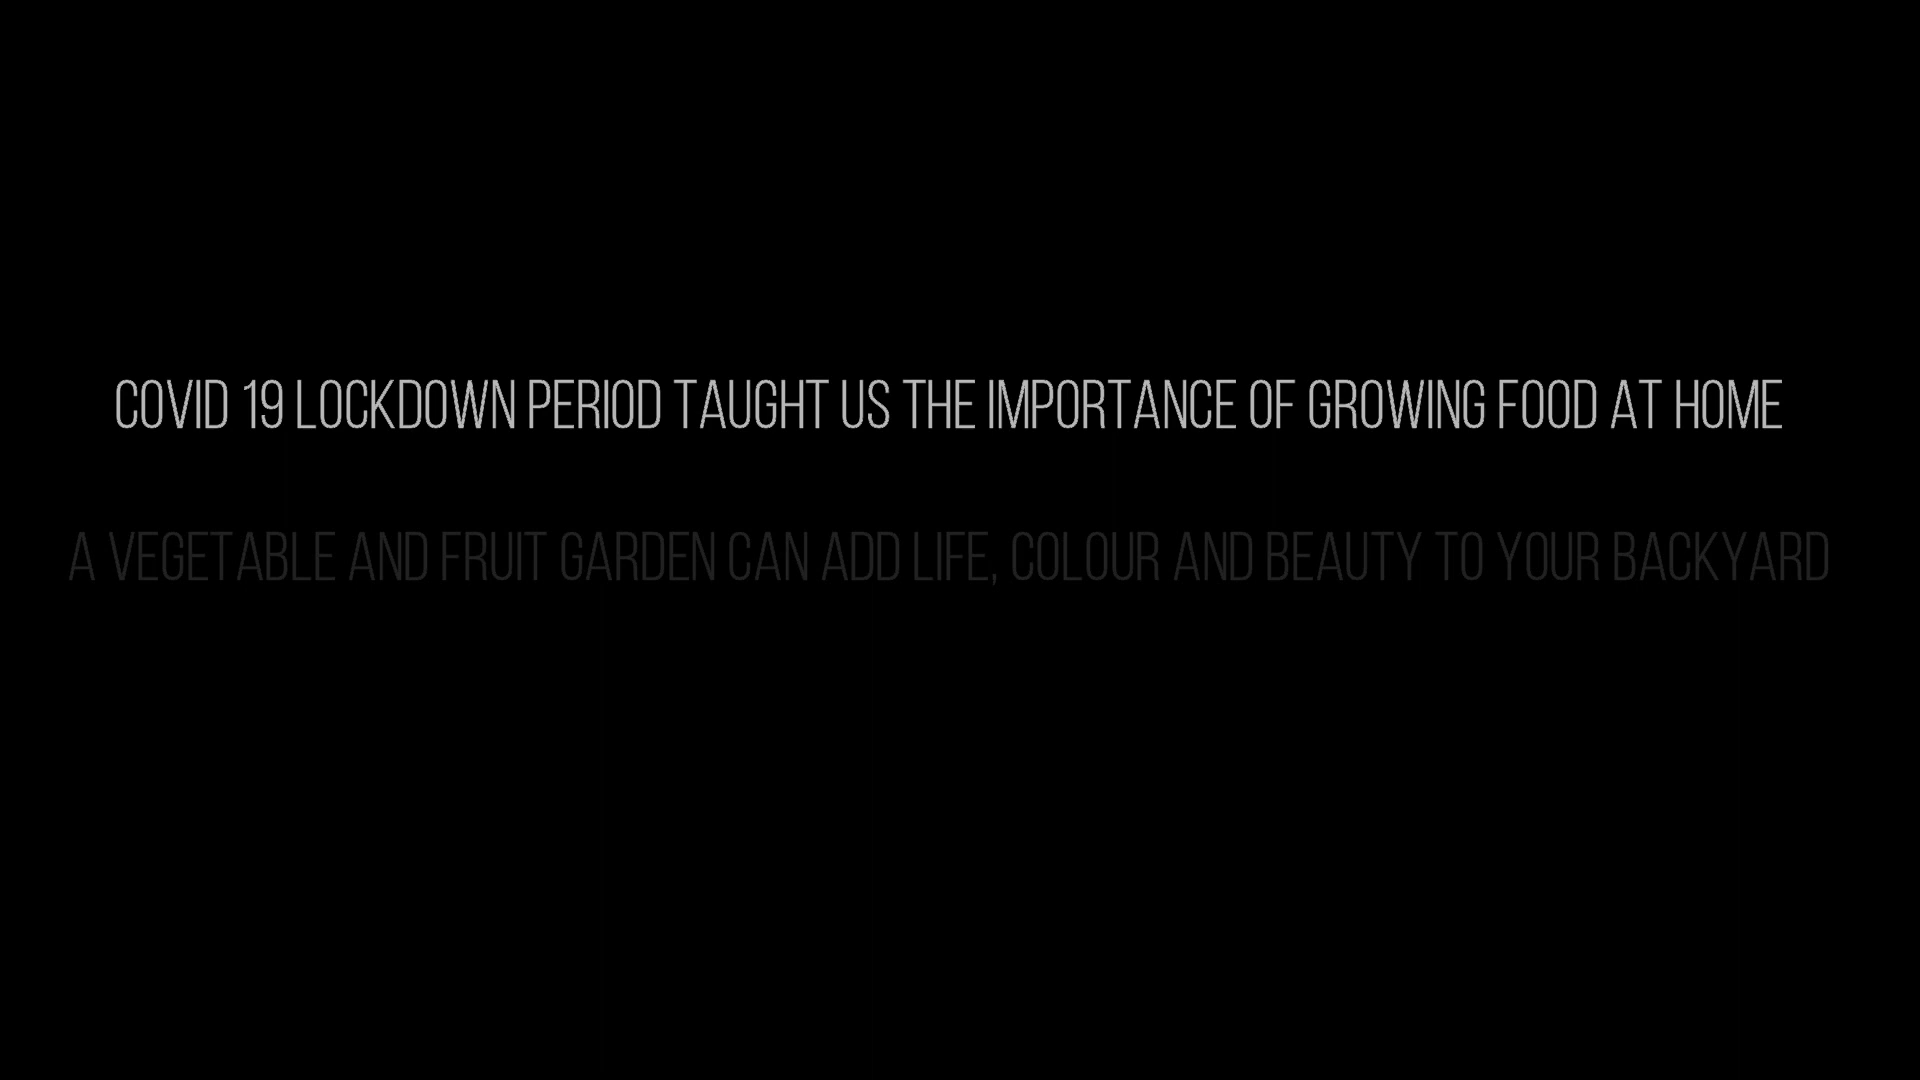 COVID 19 LOCKDOWN PERIOD TAUGHT US THE IMPORTANCE OF GROWING FOOD AT HOME
A VEGETABLE AND FRUIT GARDEN CAN ADD LIFE, COLOUR AND BEAUTY TO YOUR BACKYARD